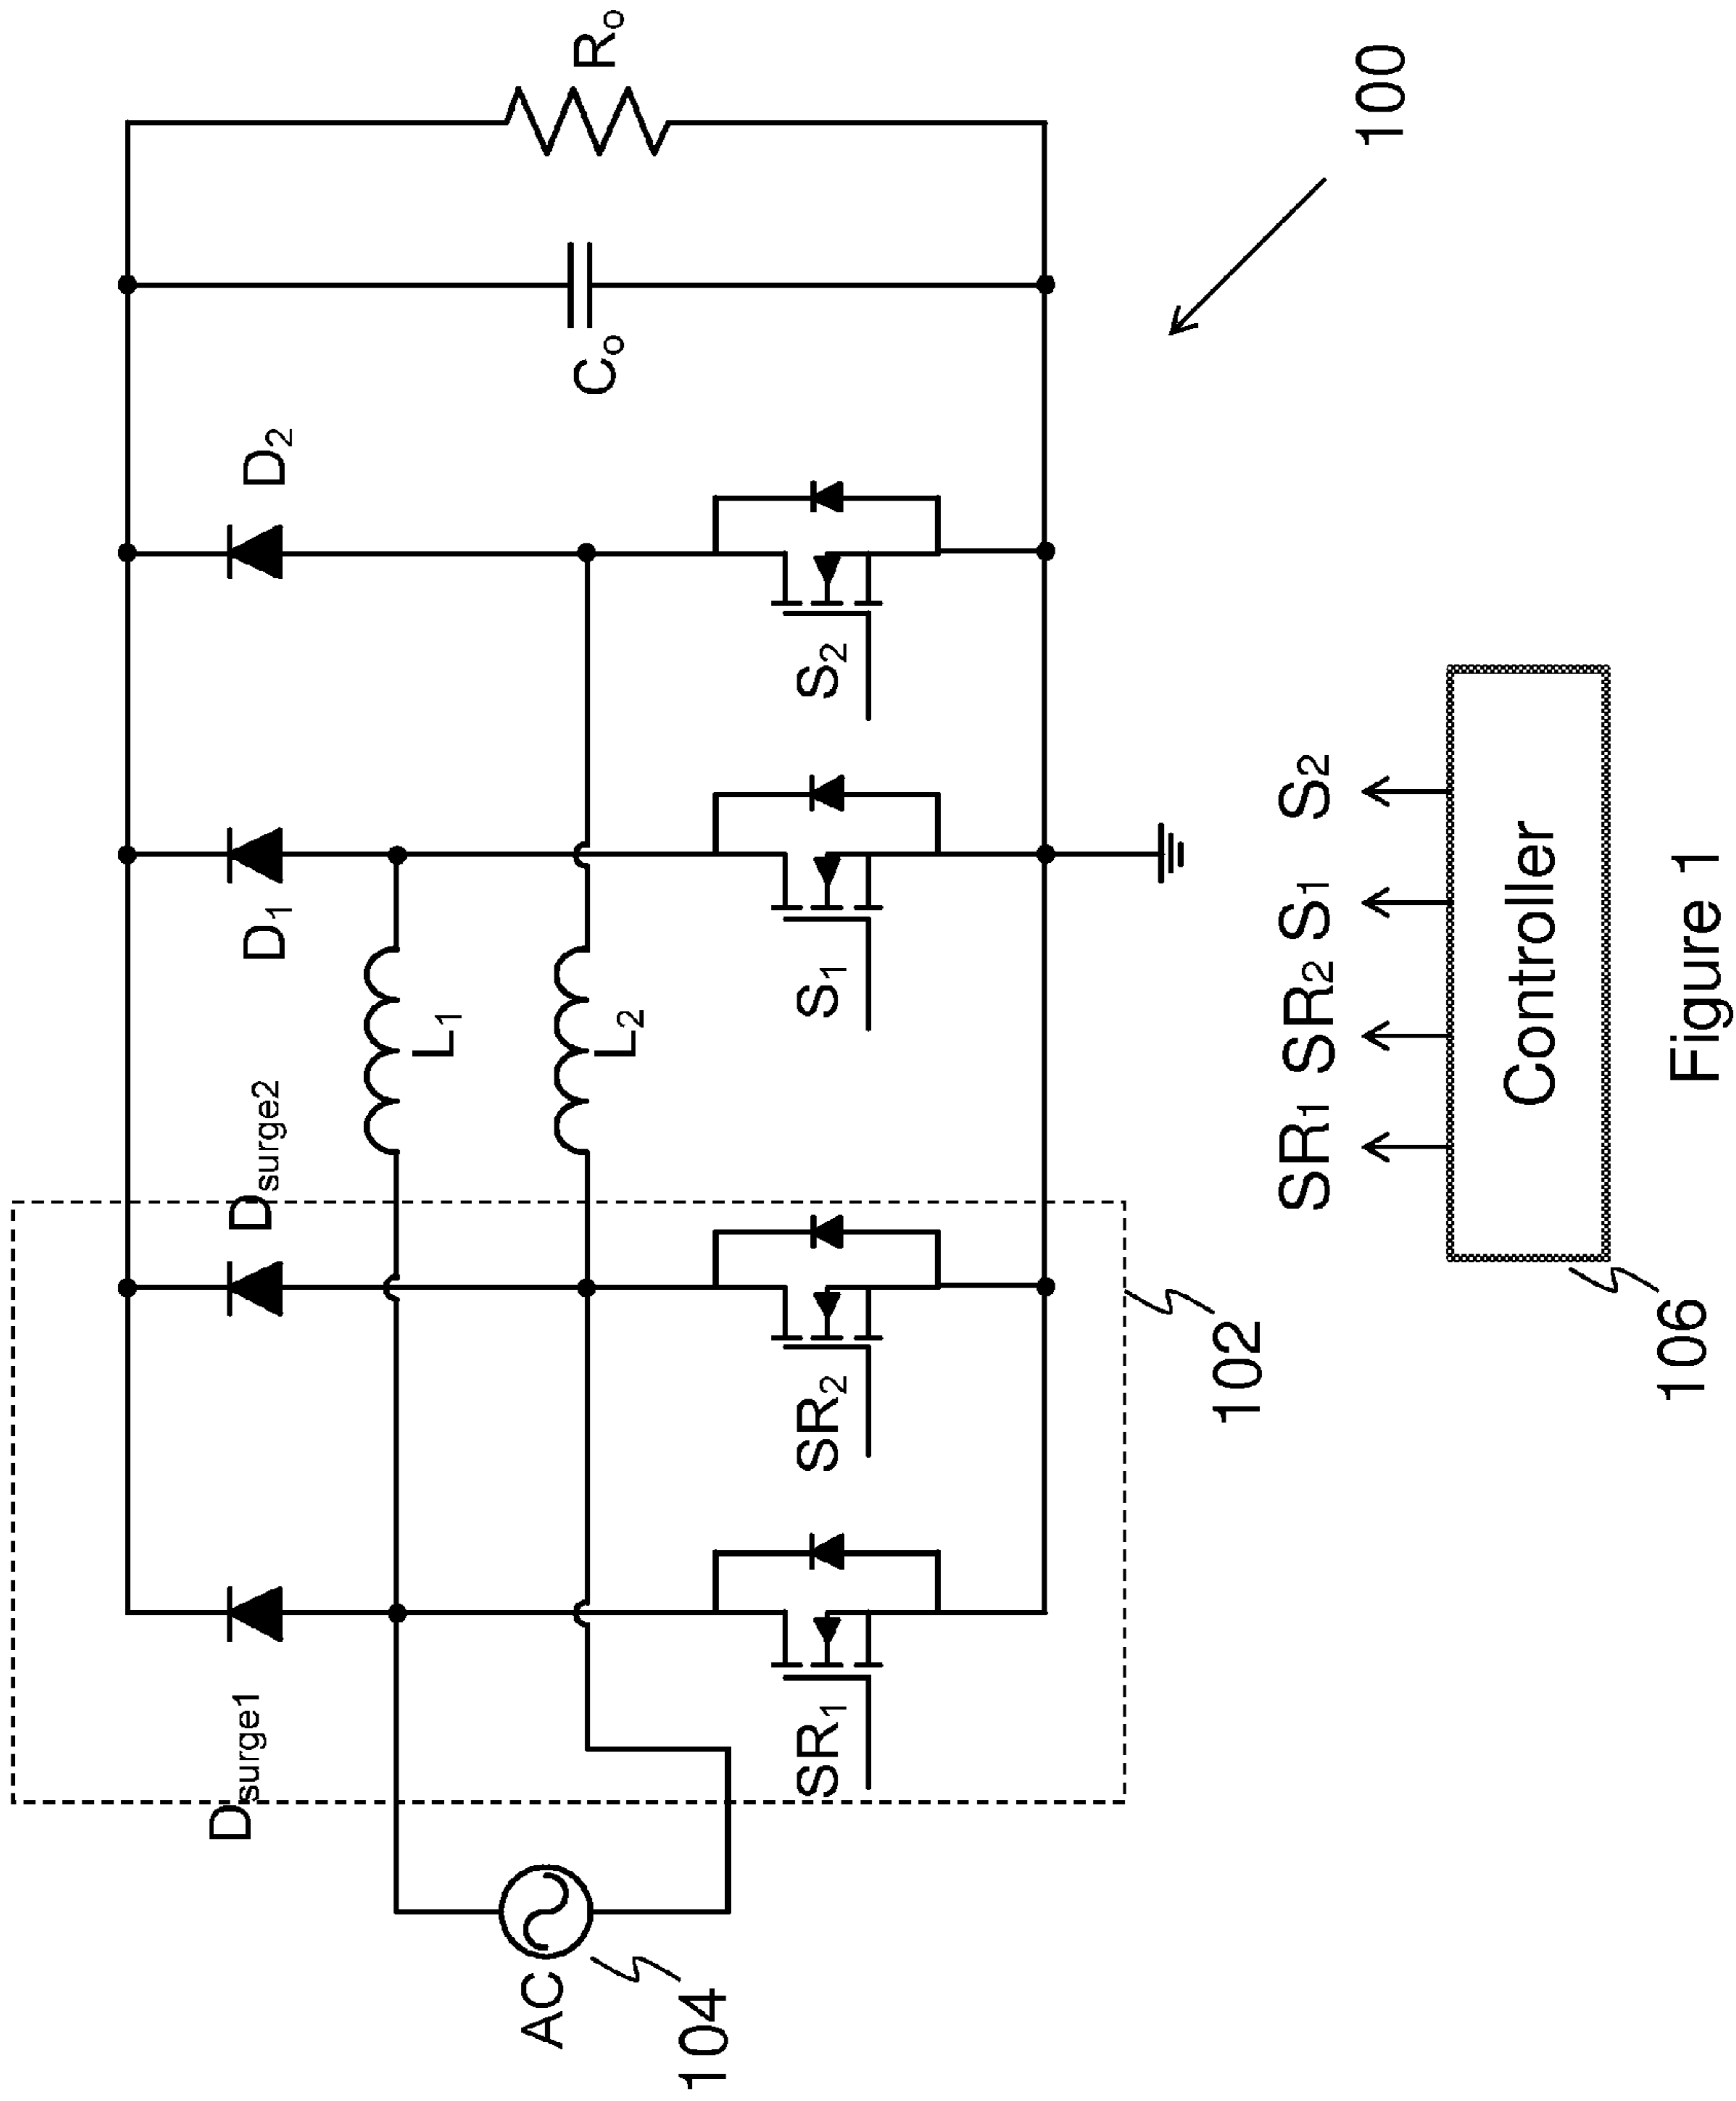 Dsurge1
Dsurge2
D1
D2
L1
L2
AC
104
Co
Ro
SR1
SR2
S1
S2
102
100
SR1 SR2 S1 S2
Controller
106
Figure 1